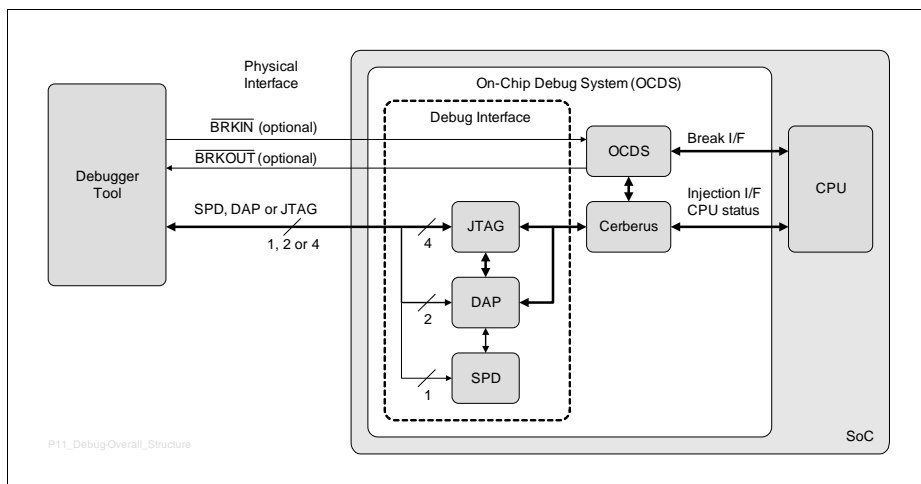 Physical
Interface
On-Chip Debug System (OCDS)
Debug Interface
BRKIN (optional)
BRKOUT (optional)
Debugger
Tool
SPD, DAP or JTAG
1, 2 or 4
4
JTAG
2
DAP
1
SPD
OCDS
Break I/F
Cerberus
Injection I/F
CPU status
CPU
SoC
P11_Debug-Overall_Structure